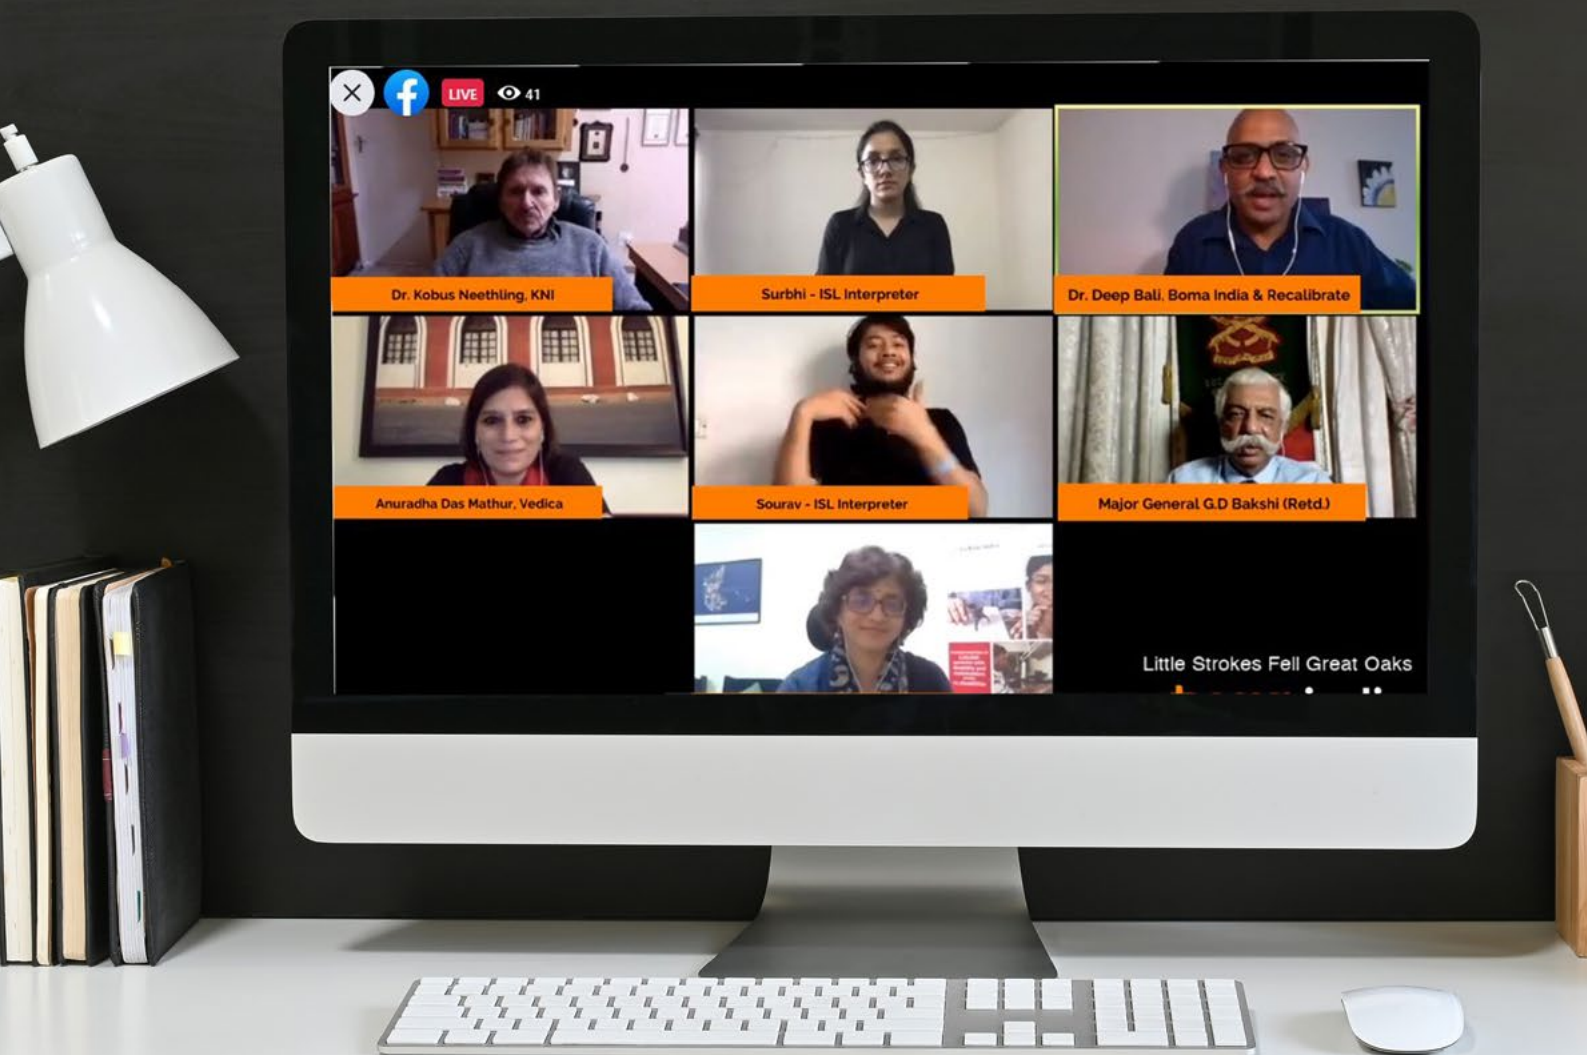 LIVE
41
Dr. Kobus Neethling, KNI
Surbhi - ISL Interpreter
Dr. Deep Bali, Boma India & Recalibrate
Anuradha Das Mathur, Vedica
Sourav - ISL Interpreter
Major General G.D Bakshi (Retd.)
Little Strokes Fell Great Oaks